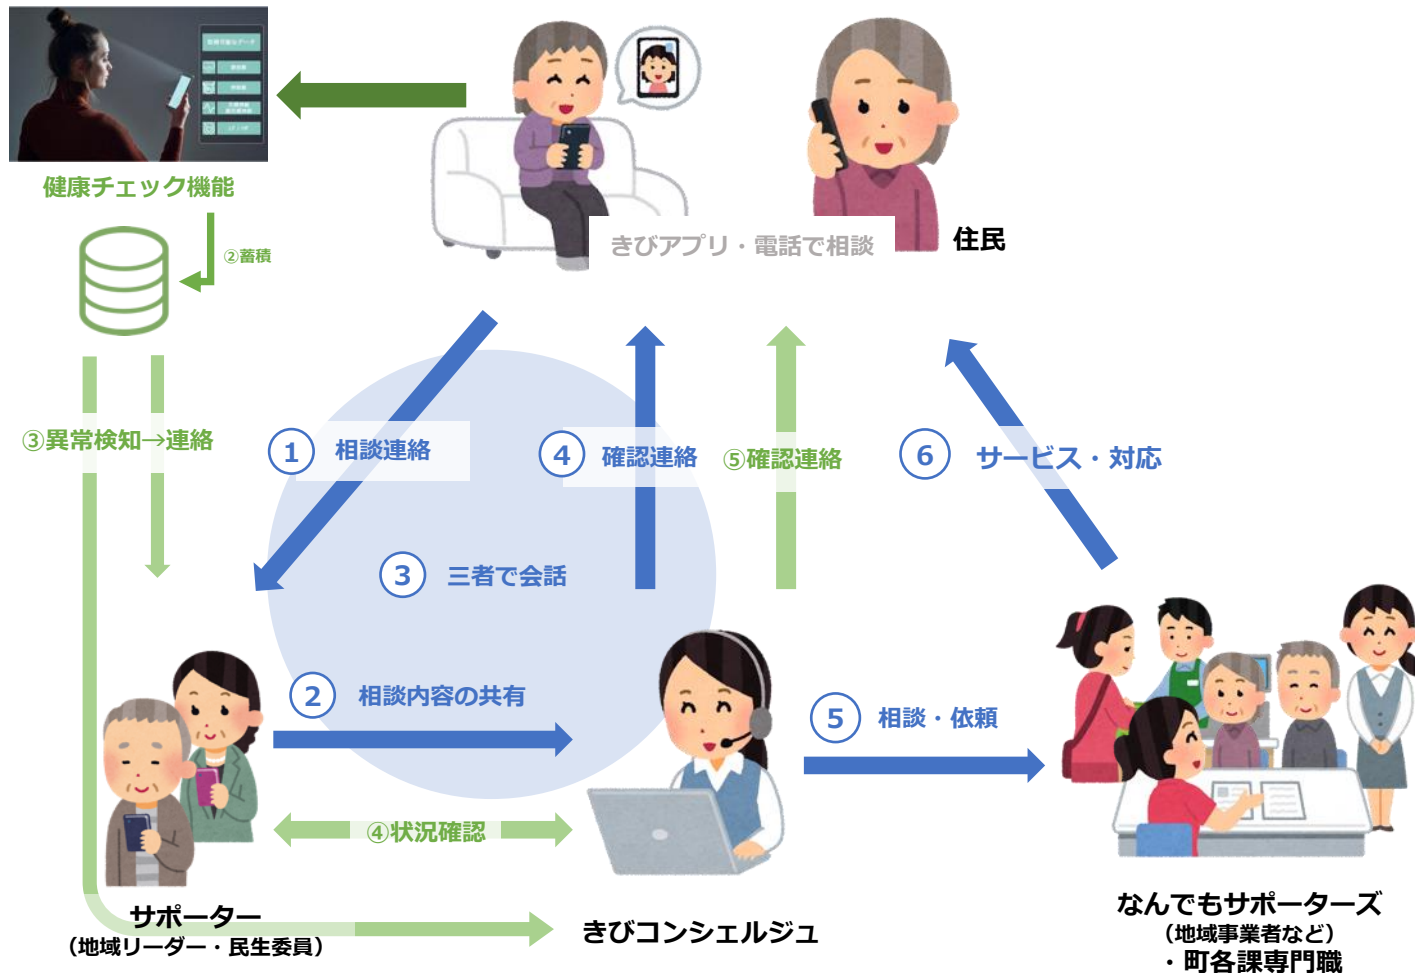 健康チェック機能
②蓄積
きびアプリ・電話で相談
住民
③異常検知→連絡
① 相談連絡
④ 確認連絡
⑤確認連絡
⑥ サービス・対応
③ 三者で会話
② 相談内容の共有
⑤ 相談・依頼
④状況確認
サポーター
（地域リーダー・民生委員）
きびコンシェルジュ
なんでもサポーターズ
（地域事業者など）
・町各課専門職